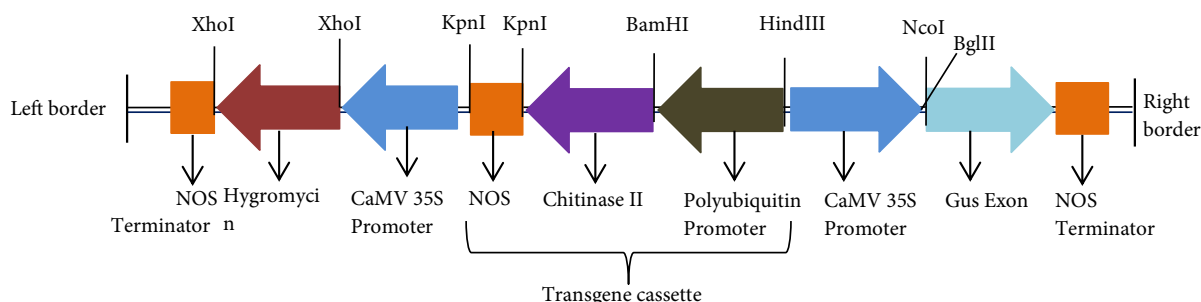 XhoI
XhoI
KpnI
KpnI
BamHI
HindIII
NcoI
BglII
Left border
Right
border
NOS
Terminator
Hygromyci
n
CaMV 35S
Promoter
NOS
Chitinase II
Polyubiquitin
Promoter
CaMV 35S
Promoter
Gus Exon
NOS
Terminator
Transgene cassette